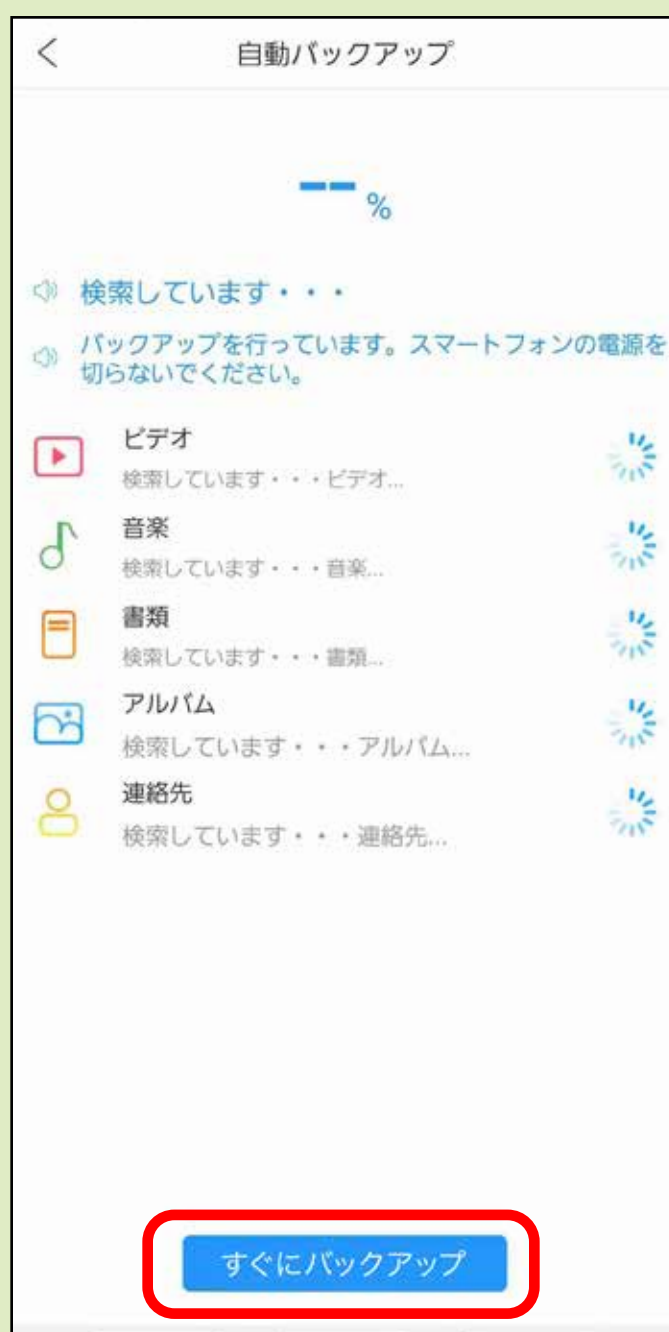 自動バックアップ
--%
検索しています・・・
バックアップを行っています。スマートフォンの電源を
切らないでください。
ビデオ
検索しています・・・ビデオ...
音楽
検索しています・・・音楽...
書類
検索しています・・・書類...
アルバム
検索しています・・・アルバム...
連絡先
検索しています・・・連絡先...
すぐにバックアップ